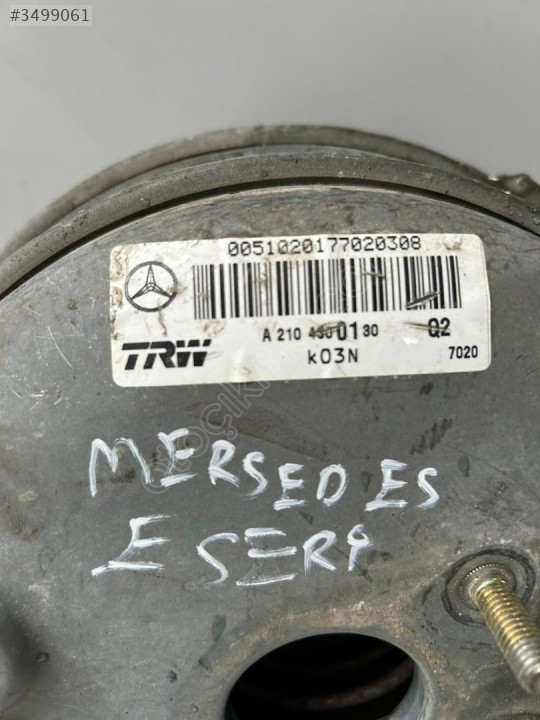 #3499061
0051020177020308
A 210 430 01 30 Q2
TRW k03N 7020
MERSEDES
E SERİ